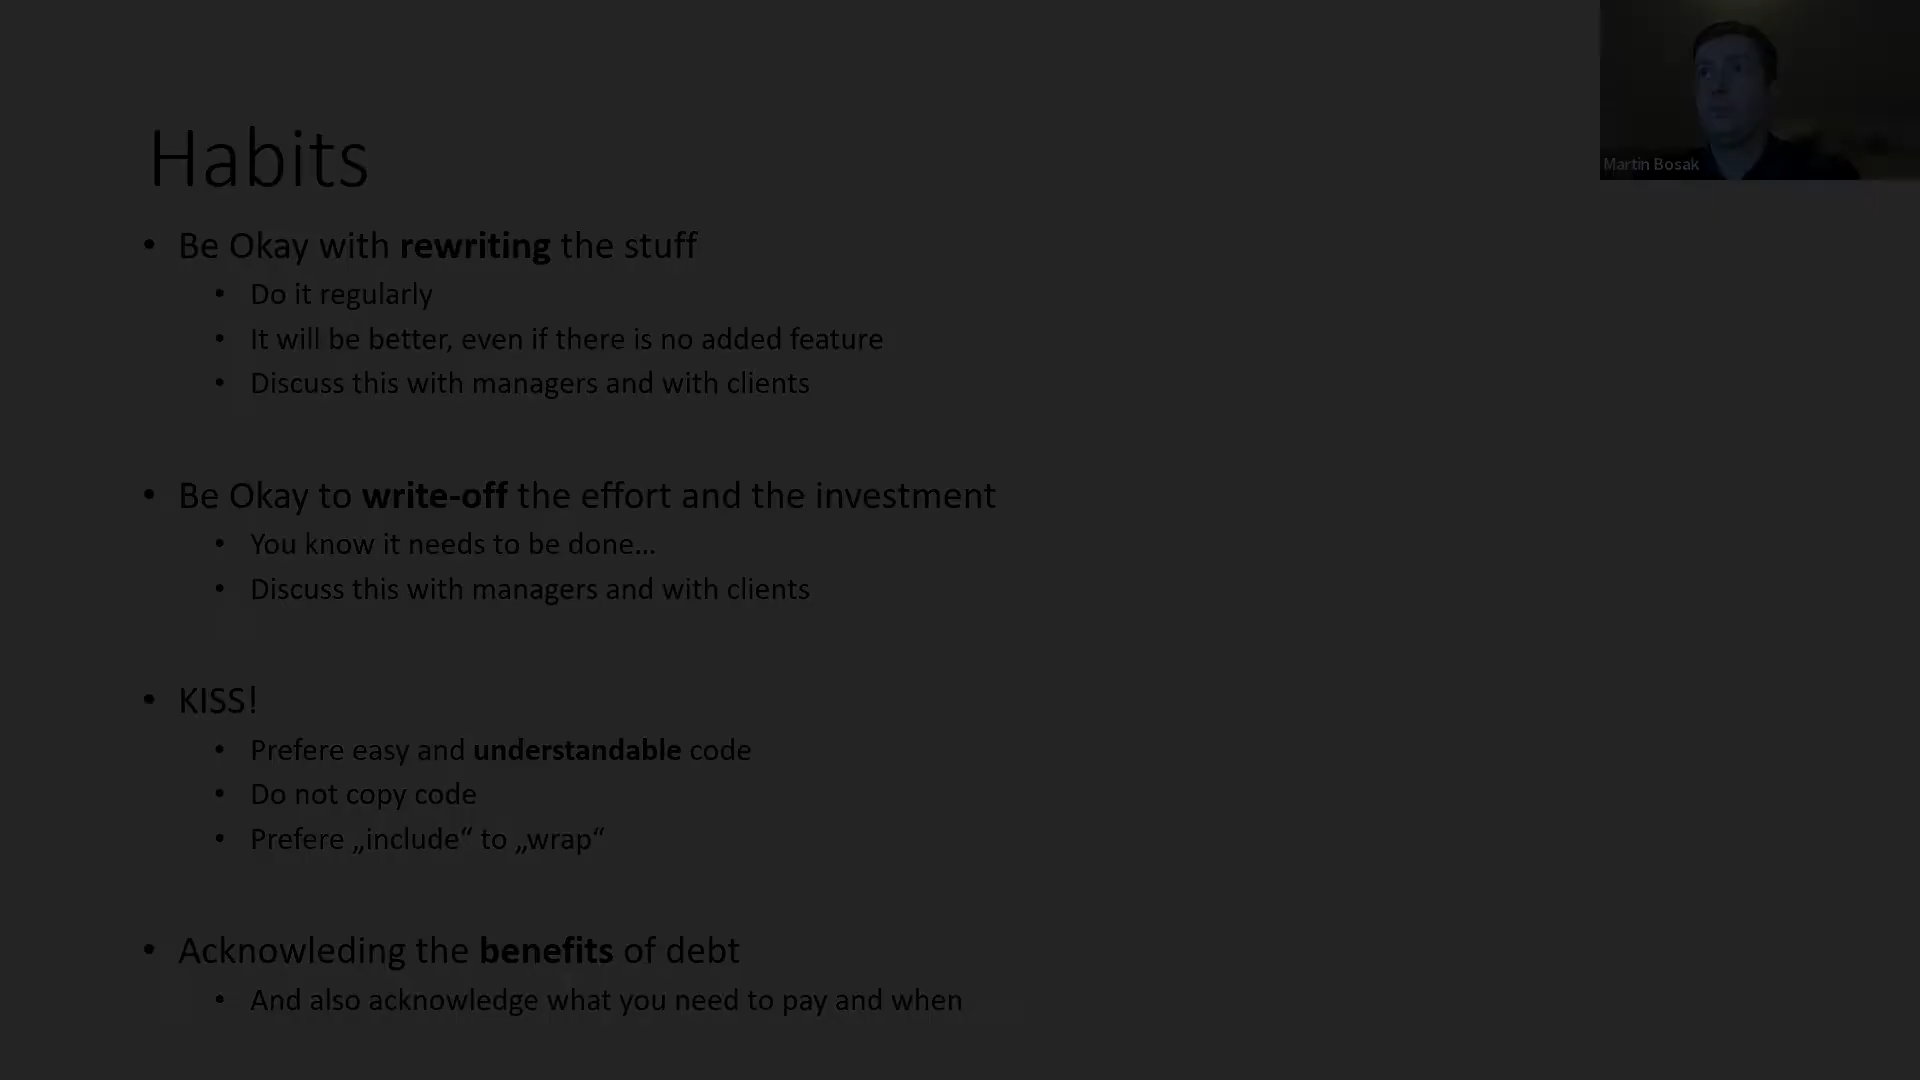 Martin Bosak
Habits
• Be Okay with rewriting the stuff
• Do it regularly
• It will be better, even if there is no added feature
• Discuss this with managers and with clients
• Be Okay to write-off the effort and the investment
• You know it needs to be done...
• Discuss this with managers and with clients
• KISS!
• Prefere easy and understandable code
• Do not copy code
• Prefere „include“ to „wrap“
• Acknowleding the benefits of debt
• And also acknowledge what you need to pay and when